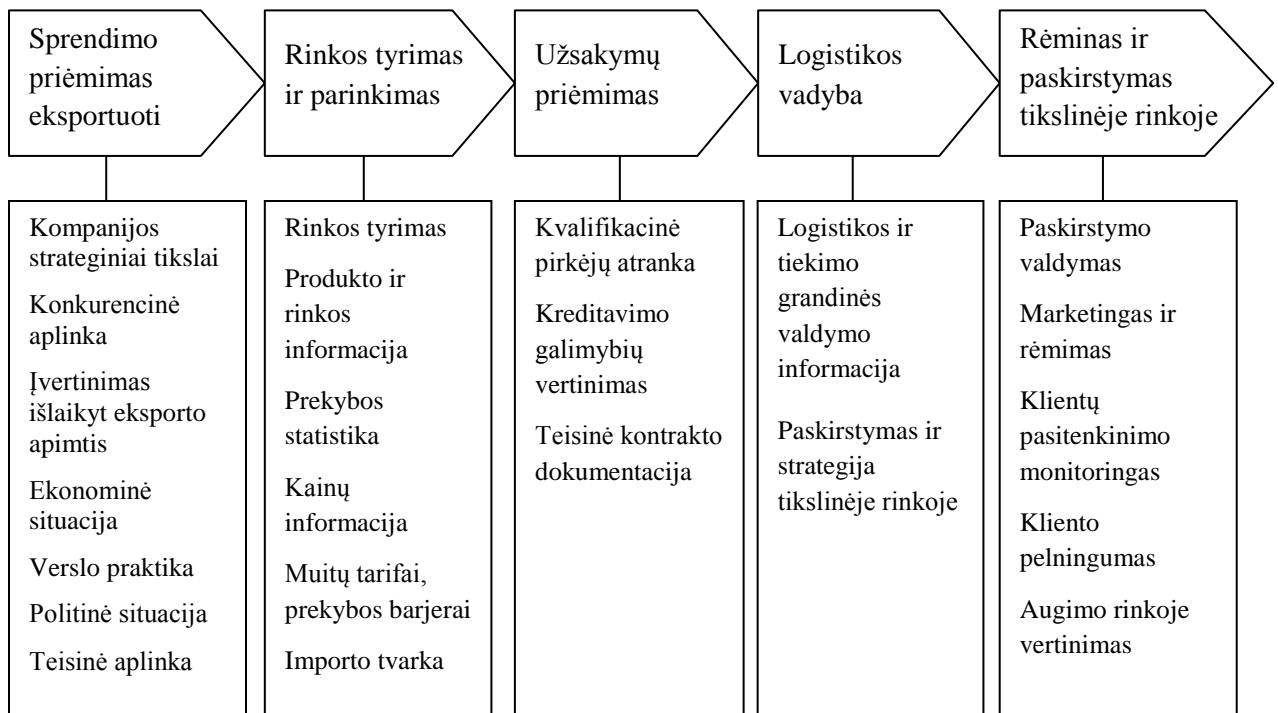 Sprendimo
priėmimas
eksportuoti
Rinkos tyrimas
ir parinkimas
Užsakymų
priėmimas
Logistikos
vadyba
Rėminas ir
paskirstymas
tikslinėje rinkoje
Kompanijos
strateginiai tikslai
Konkurencinė
aplinka
Įvertinimas
išlaikyt eksporto
apimtis
Ekonominė
situacija
Verslo praktika
Politinė situacija
Teisinė aplinka
Rinkos tyrimas
Produkto ir
rinkos
informacija
Prekybos
statistika
Kainų
informacija
Muitų tarifai,
prekybos barjerai
Importo tvarka
Kvalifikacinė
pirkėjų atranka
Kreditavimo
galimybių
vertinimas
Teisinė kontrakto
dokumentacija
Logistikos ir
tiekimo
grandinės
valdymo
informacija
Paskirstymas ir
strategija
tikslinėje rinkoje
Paskirstymo
valdymas
Marketingas ir
rėmimas
Klientų
pasitenkinimo
monitoringas
Kliento
pelningumas
Augimo rinkoje
vertinimas